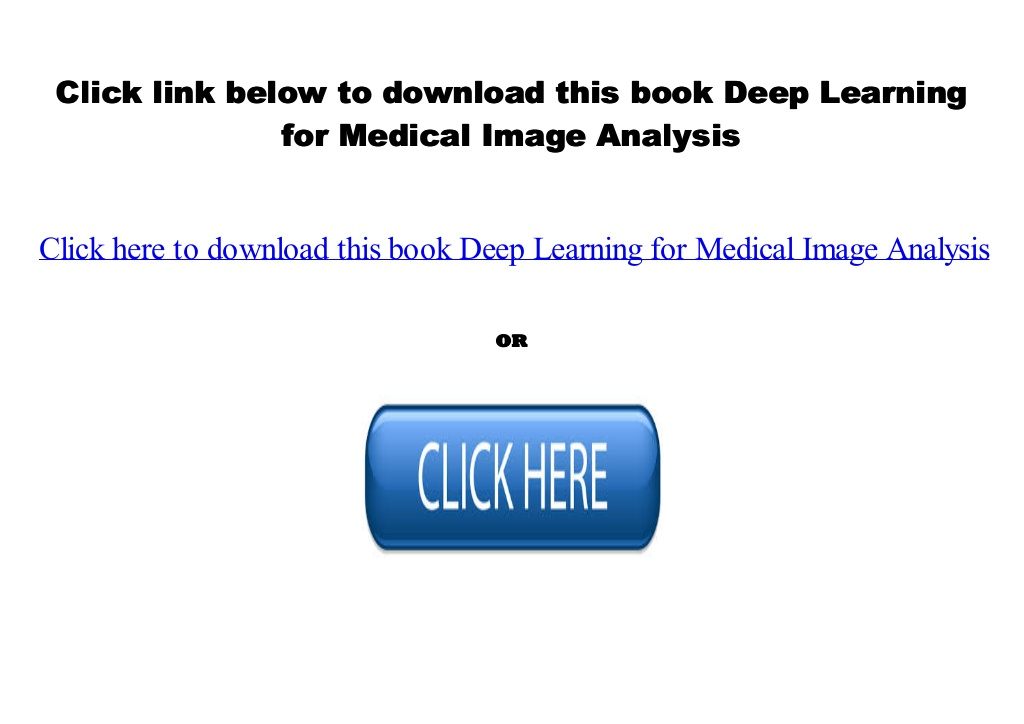 Click link below to download this book Deep Learning
for Medical Image Analysis
Click here to download this book Deep Learning for Medical Image Analysis
OR
CLICK HERE